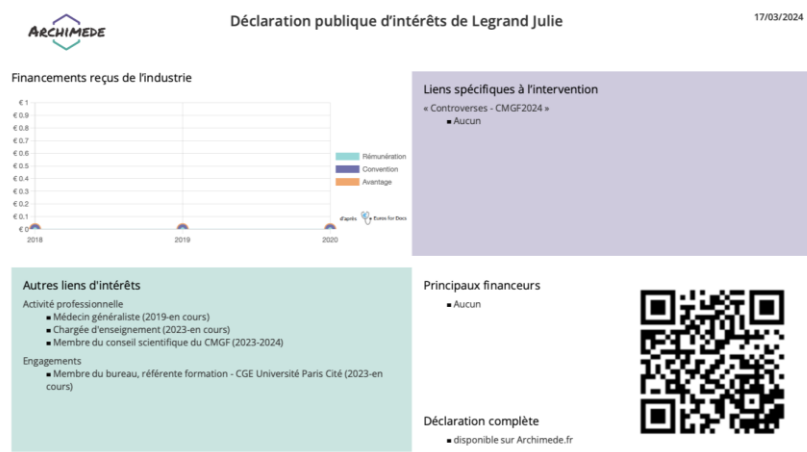 ARCHIMEDE
Déclaration publique d'intérêts de Legrand Julie
17/03/2024
Financements reçus de l'industrie
€ 1
€ 0.9
€ 0.8
€ 0.7
€ 0.6
€ 0.5
€ 0.4
€ 0.3
€ 0.2
€ 0.1
€ 0
2018
2019
2020
Rémunération
Convention
Avantage
d'après Euros for Docs
Liens spécifiques à l'intervention
« Controverses - CMGF2024 »
▪ Aucun
Autres liens d'intérêts
Activité professionnelle
▪ Médecin généraliste (2019-en cours)
▪ Chargée d'enseignement (2023-en cours)
▪ Membre du conseil scientifique du CMGF (2023-2024)
Engagements
▪ Membre du bureau, référente formation - CGE Université Paris Cité (2023-en
cours)
Principaux financeurs
▪ Aucun
Déclaration complète
▪ disponible sur Archimede.fr